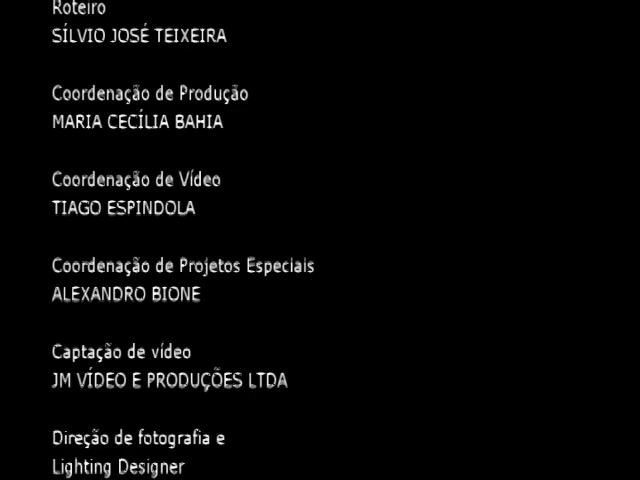 Roteiro
SÍLVIO JOSÉ TEIXEIRA
Coordenação de Produção
MARIA CECÍLIA BAHIA
Coordenação de Vídeo
TIAGO ESPINDOLA
Coordenação de Projetos Especiais
ALEXANDRO BIONE
Captação de vídeo
JM VÍDEO E PRODUÇÕES LTDA
Direção de fotografia e
Lighting Designer